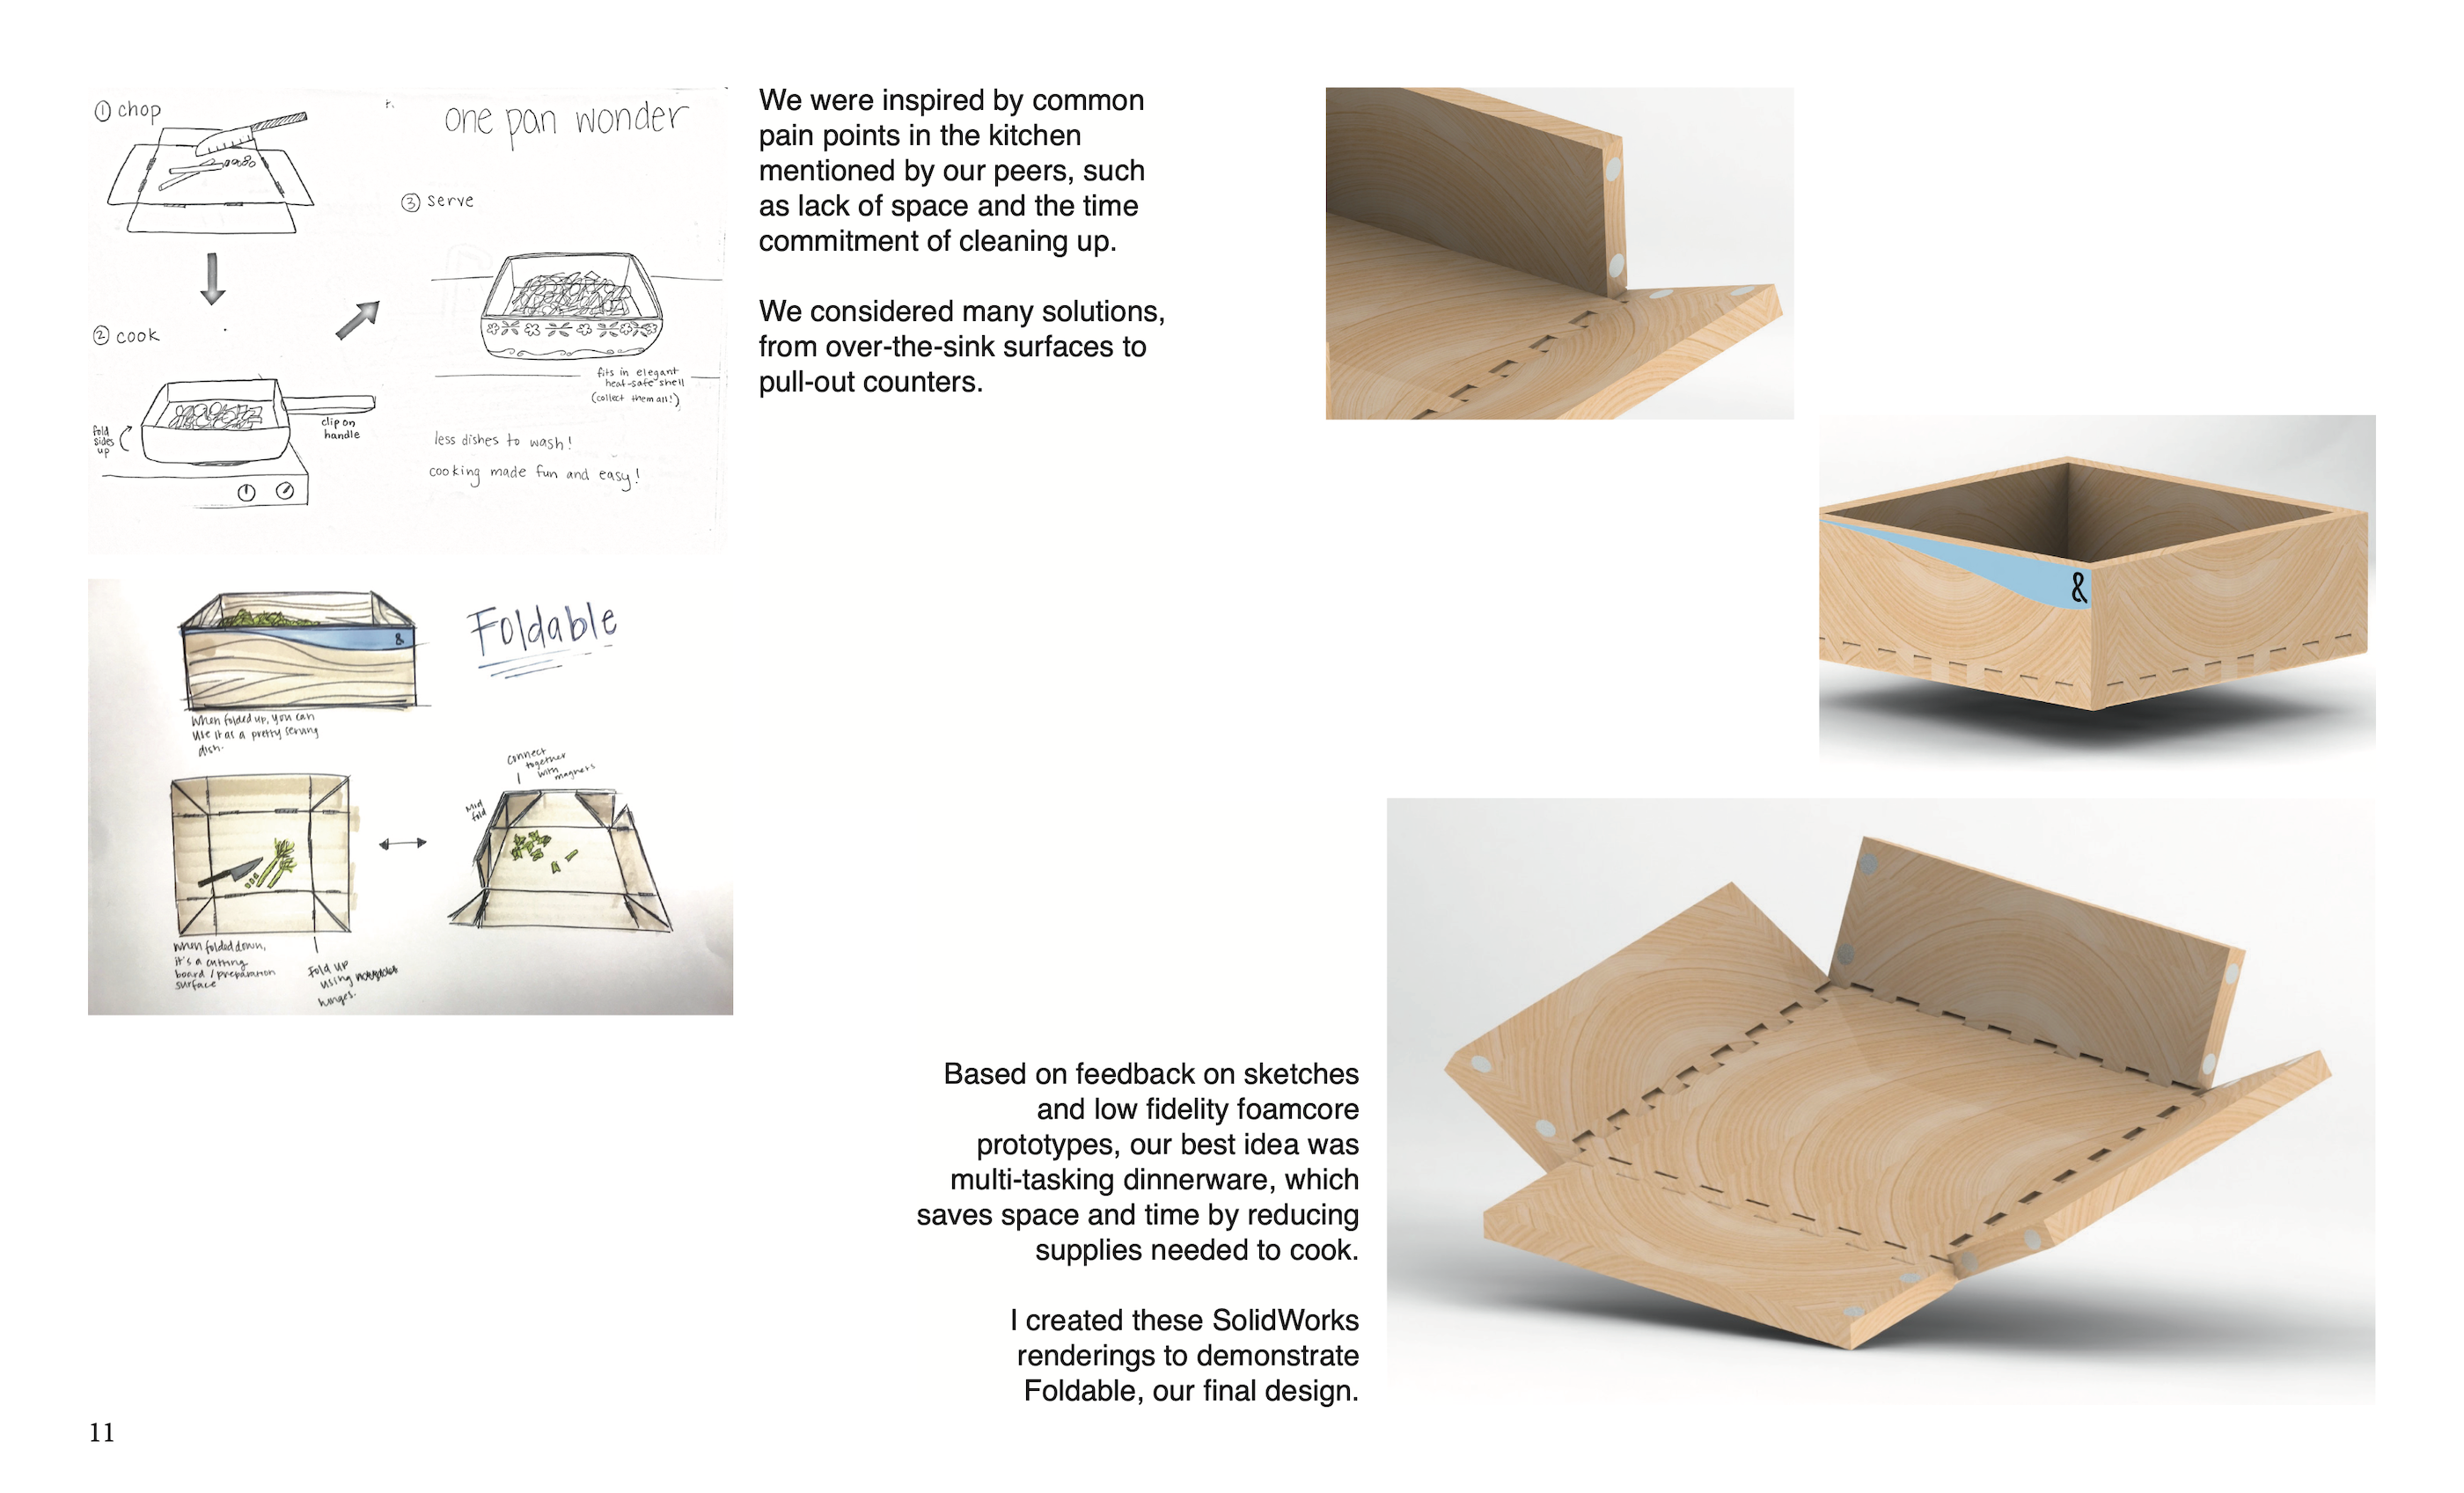 ① chop
one pan wonder
③ serve
② cook
fold
sides
up
clip on
handle
fits in elegant
heat-safe shell
(collect them all!)
less dishes to wash!
cooking made fun and easy!
We were inspired by common
pain points in the kitchen
mentioned by our peers, such
as lack of space and the time
commitment of cleaning up.
We considered many solutions,
from over-the-sink surfaces to
pull-out counters.
&
Foldable
&
When folded up, you can
use it as a pretty serving
dish.
connect
together
with
magnets
Mid
fold
When folded down,
it's a cutting
board / preparation
surface
Fold up
using
hinges.
Based on feedback on sketches
and low fidelity foamcore
prototypes, our best idea was
multi-tasking dinnerware, which
saves space and time by reducing
supplies needed to cook.
I created these SolidWorks
renderings to demonstrate
Foldable, our final design.
11